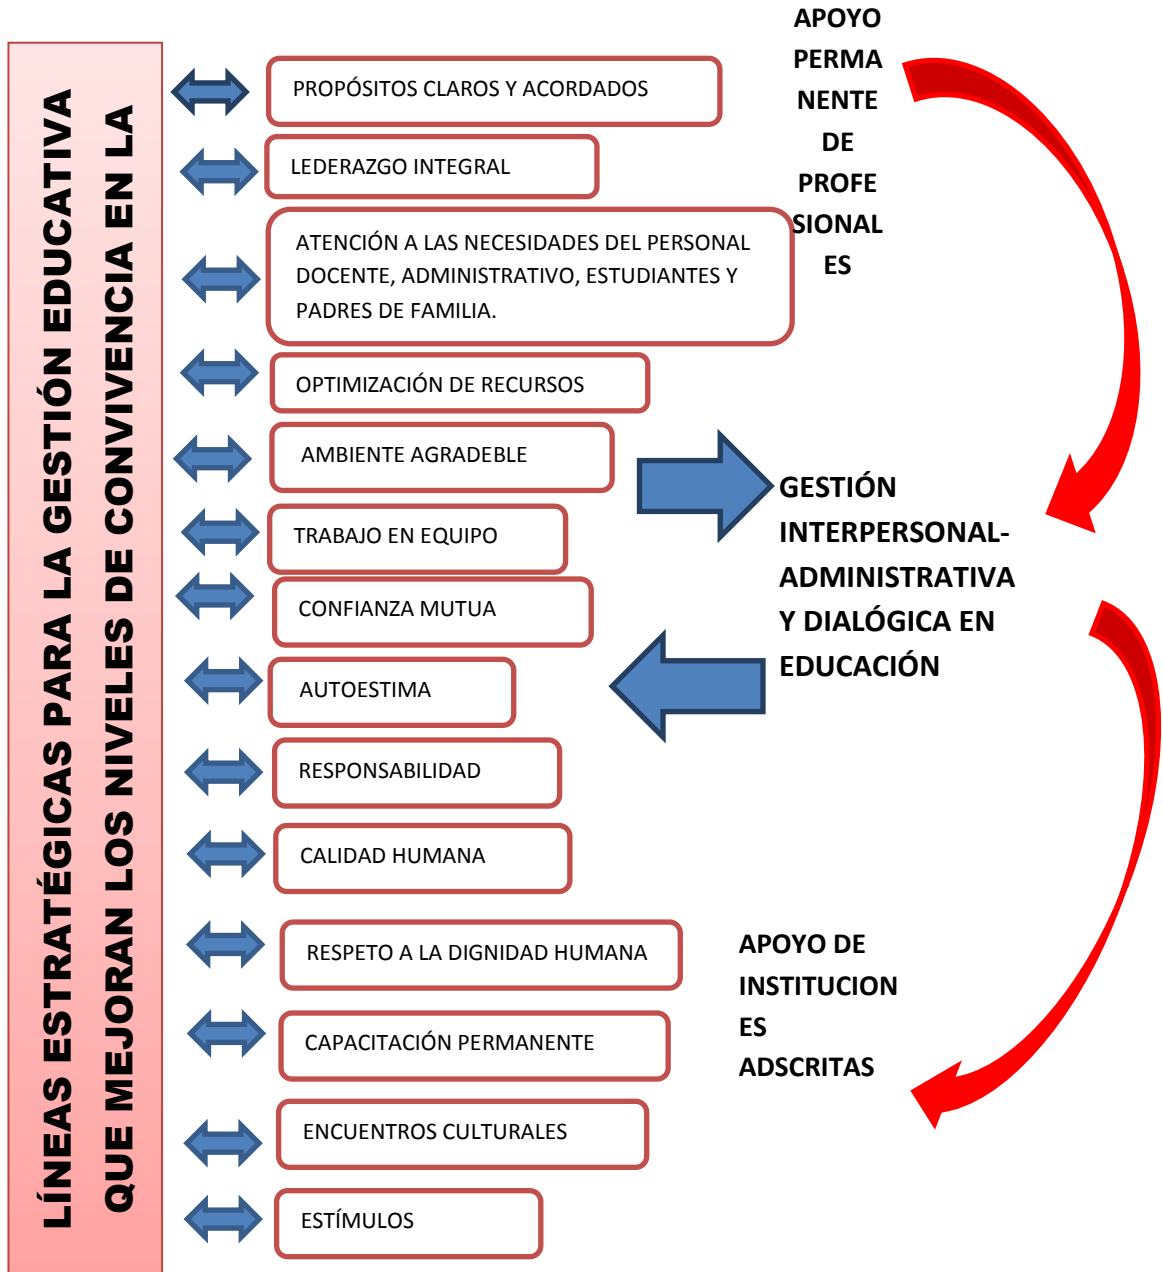 LÍNEAS ESTRATÉGICAS PARA LA GESTIÓN EDUCATIVA
QUE MEJORAN LOS NIVELES DE CONVIVENCIA EN LA
PROPÓSITOS CLAROS Y ACORDADOS
LEDERAZGO INTEGRAL
ATENCIÓN A LAS NECESIDADES DEL PERSONAL
DOCENTE, ADMINISTRATIVO, ESTUDIANTES Y
PADRES DE FAMILIA.
OPTIMIZACIÓN DE RECURSOS
AMBIENTE AGRADEBLE
TRABAJO EN EQUIPO
CONFIANZA MUTUA
AUTOESTIMA
RESPONSABILIDAD
CALIDAD HUMANA
RESPETO A LA DIGNIDAD HUMANA
CAPACITACIÓN PERMANENTE
ENCUENTROS CULTURALES
ESTÍMULOS
APOYO
PERMA
NENTE
DE
PROFE
SIONAL
ES
GESTIÓN
INTERPERSONAL-
ADMINISTRATIVA
Y DIALÓGICA EN
EDUCACIÓN
APOYO DE
INSTITUCION
ES
ADSCRITAS